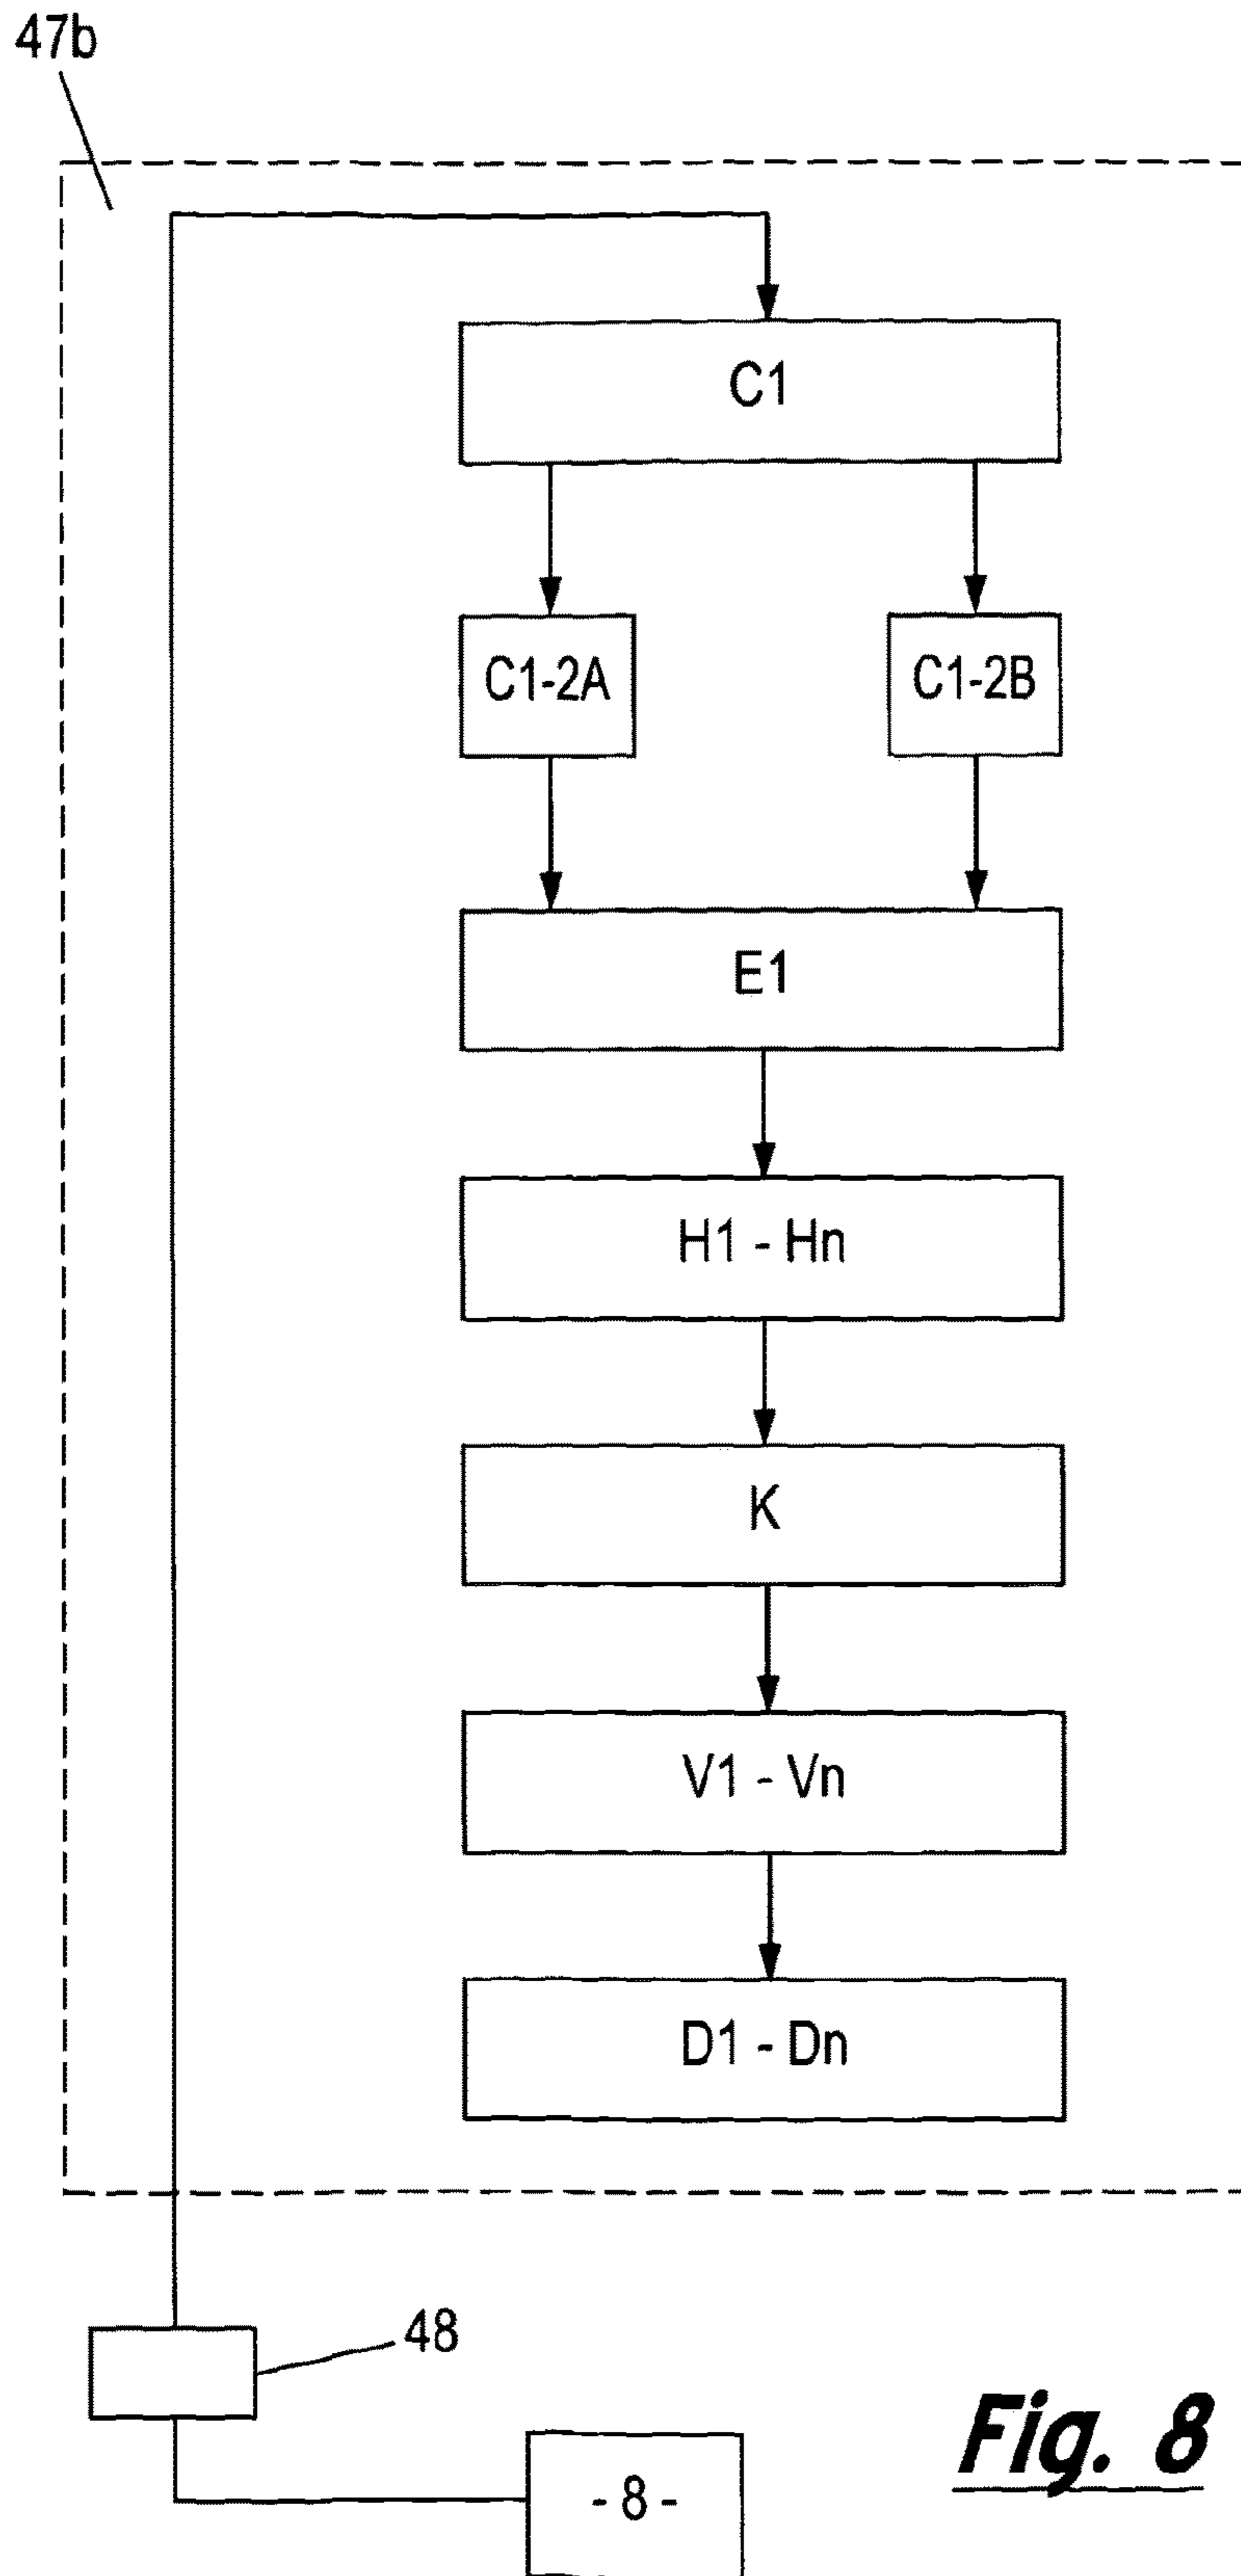 47b
C1
C1-2A
C1-2B
E1
H1 - Hn
K
V1 - Vn
D1 - Dn
48
- 8 -
Fig. 8